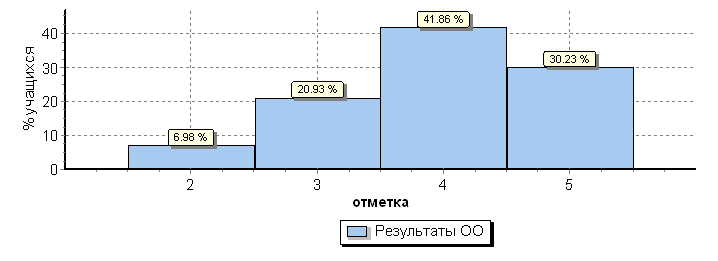 41.86 %
40
30.23 %
30
20.93 %
20
6.98 %
10
0
% учащихся
2 3 4 5
отметка
Результаты ОО